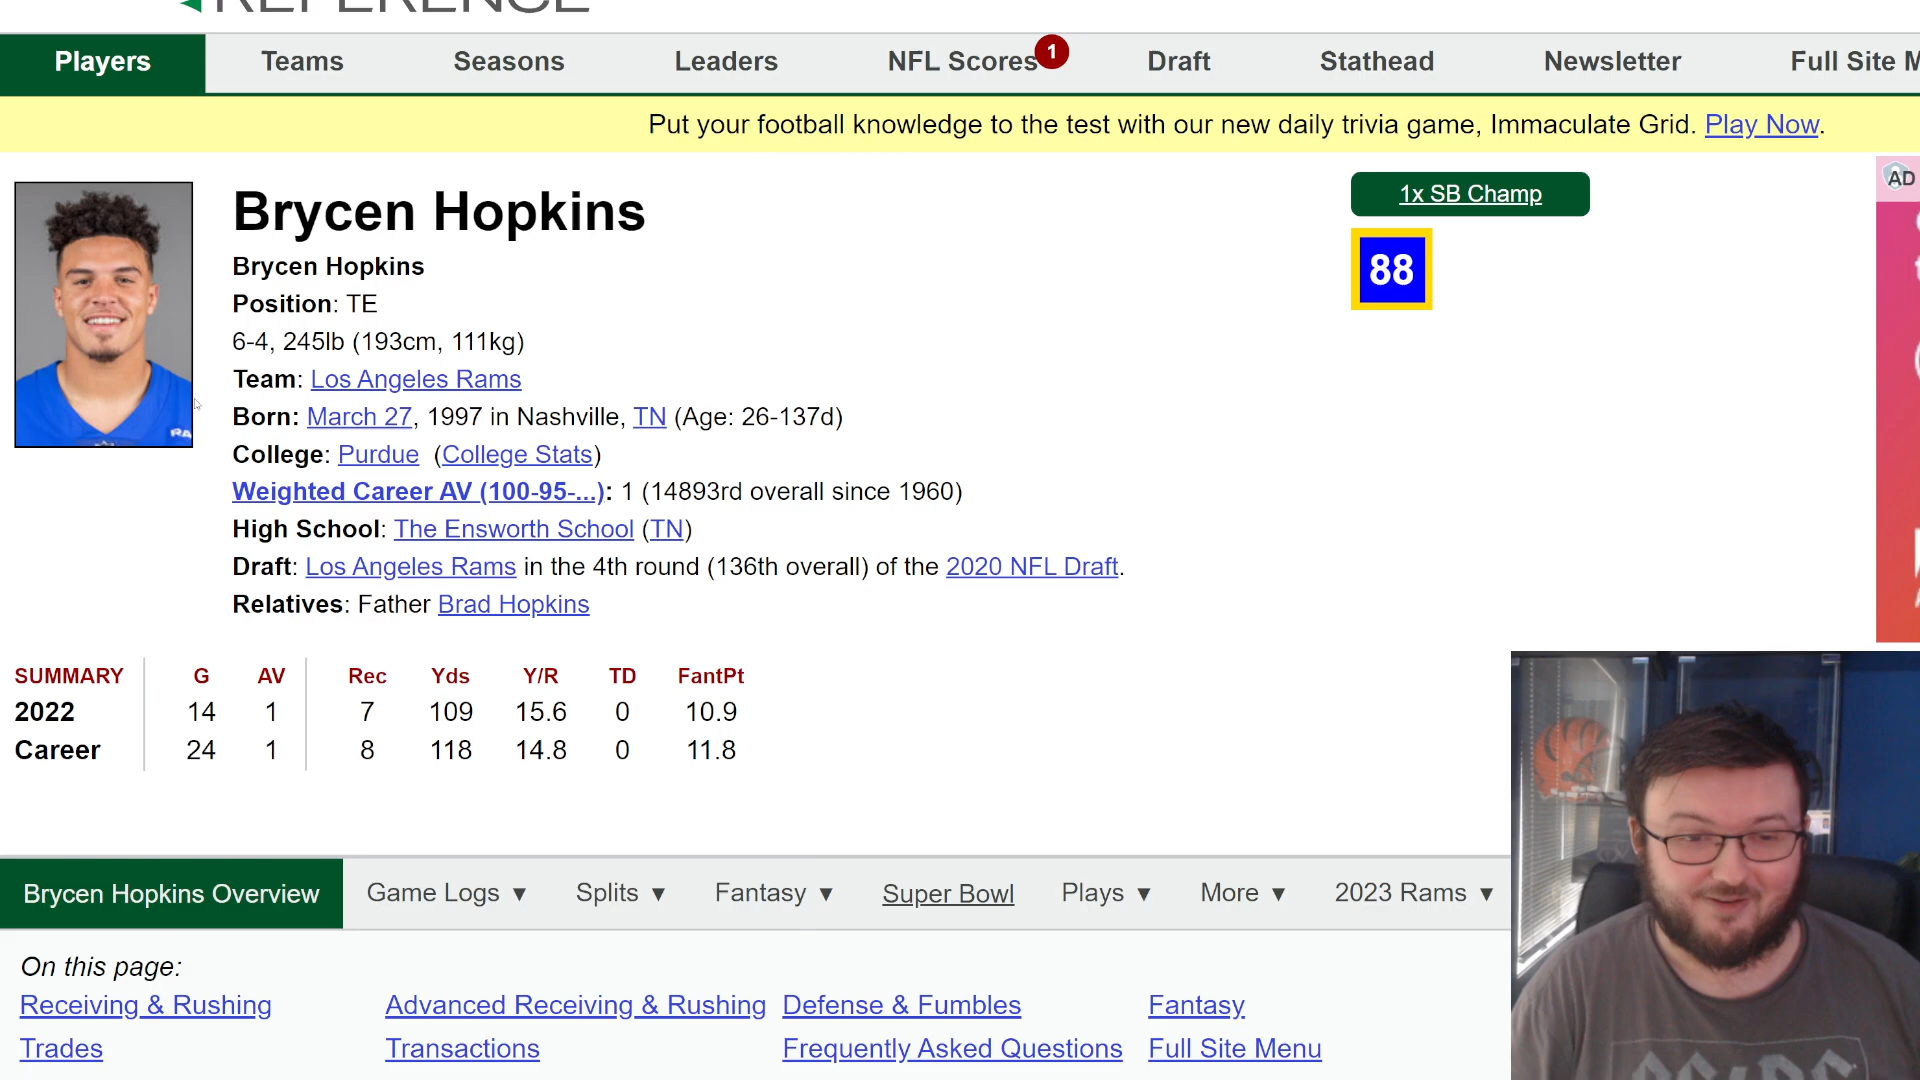 REFERENCE
Players Teams Seasons Leaders NFL Scores 1 Draft Stathead Newsletter Full Site M
Put your football knowledge to the test with our new daily trivia game, Immaculate Grid. Play Now.
AD
Brycen Hopkins
1x SB Champ
88
Brycen Hopkins
Position: TE
6-4, 245lb (193cm, 111kg)
Team: Los Angeles Rams
Born: March 27, 1997 in Nashville, TN (Age: 26-137d)
College: Purdue (College Stats)
Weighted Career AV (100-95-...): 1 (14893rd overall since 1960)
High School: The Ensworth School (TN)
Draft: Los Angeles Rams in the 4th round (136th overall) of the 2020 NFL Draft.
Relatives: Father Brad Hopkins
SUMMARY G AV Rec Yds Y/R TD FantPt
2022 14 1 7 109 15.6 0 10.9
Career 24 1 8 118 14.8 0 11.8
Brycen Hopkins Overview Game Logs ▼ Splits ▼ Fantasy ▼ Super Bowl Plays ▼ More ▼ 2023 Rams ▼
On this page:
Receiving & Rushing Advanced Receiving & Rushing Defense & Fumbles Fantasy
Trades Transactions Frequently Asked Questions Full Site Menu